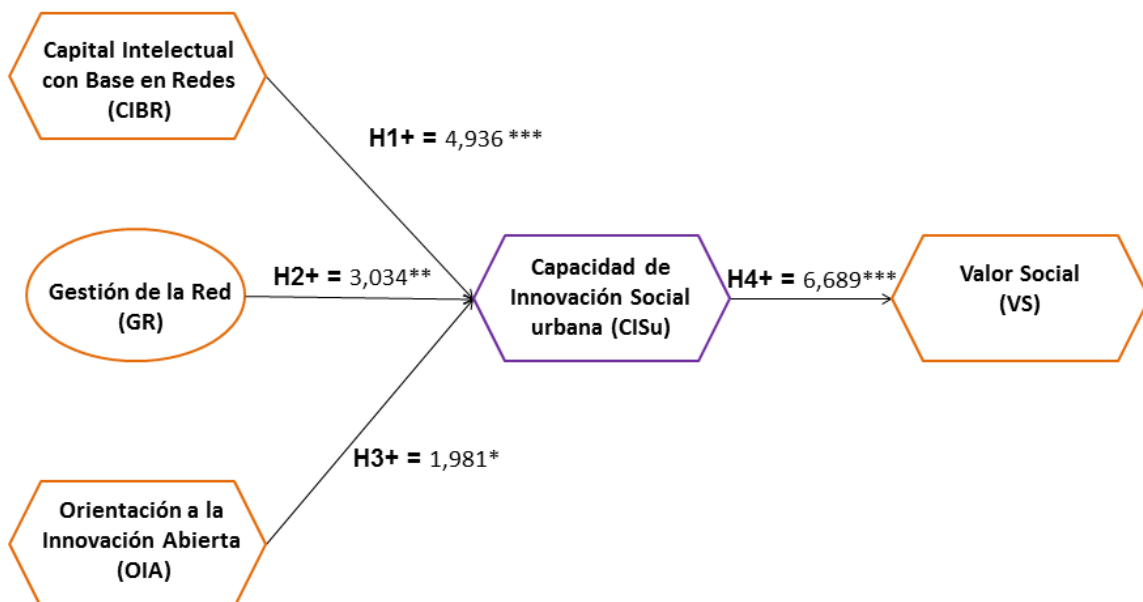 Capital Intelectual
con Base en Redes
(CIBR)
H1+ = 4,936 ***
Gestión de la Red
(GR)
H2+ = 3,034**
Capacidad de
Innovación Social
urbana (CISu)
H4+ = 6,689***
Valor Social
(VS)
H3+ = 1,981*
Orientación a la
Innovación Abierta
(OIA)